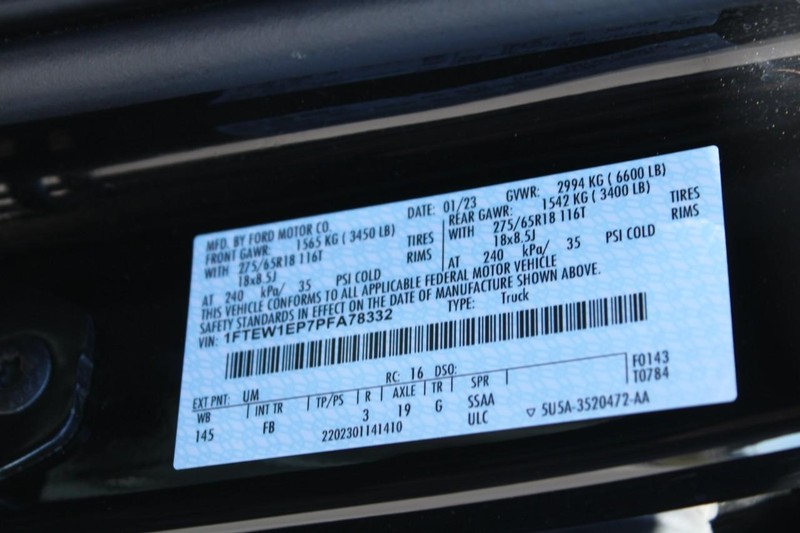 MFD. BY FORD MOTOR CO.
DATE: 01/23 GVWR: 2994 KG ( 6600 LB)
FRONT GAWR: 1565 KG ( 3450 LB)
WITH 275/65R18 116T TIRES
18x8.5J RIMS
AT 240 kPa/ 35 PSI COLD
REAR GAWR: 1542 KG ( 3400 LB)
WITH 275/65R18 116T TIRES
18x8.5J RIMS
AT 240 kPa/ 35 PSI COLD
THIS VEHICLE CONFORMS TO ALL APPLICABLE FEDERAL MOTOR VEHICLE
SAFETY STANDARDS IN EFFECT ON THE DATE OF MANUFACTURE SHOWN ABOVE.
VIN: 1FTEW1EP7PFA78332 TYPE: Truck
F0143
T0784
EXT PNT: UM RC: 16 DSO:
WB INT TR TP/PS R AXLE TR SPR
145 FB 3 19 G SSAA
2202301141410 ULC 5U5A-3520472-AA